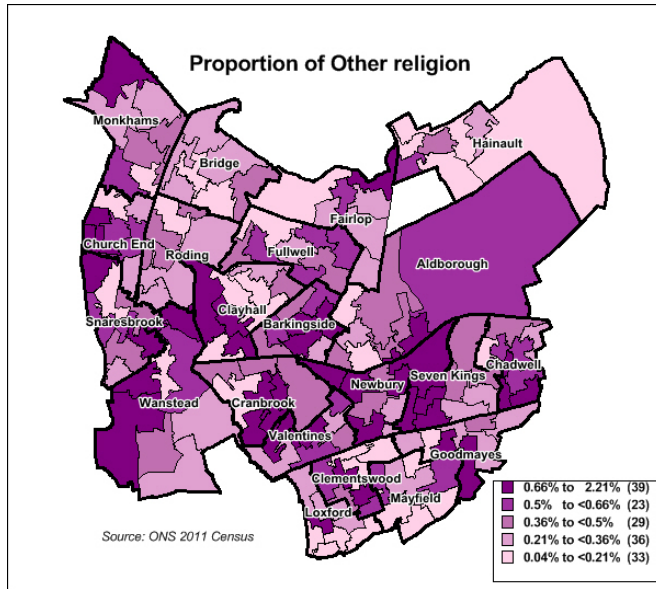 Proportion of Other religion
Monkhams
Bridge
Hainault
Fairlop
Church End
Roding
Fullwell
Aldborough
Clayhall
Snaresbrook
Barkingside
Chadwell
Newbury
Seven Kings
Wanstead
Cranbrook
Valentines
Goodmayes
Clementswood
Mayfield
Loxford
0.66% to 2.21% (39)
0.5% to <0.66% (23)
0.36% to <0.5% (29)
0.21% to <0.36% (36)
0.04% to <0.21% (33)
Source: ONS 2011 Census